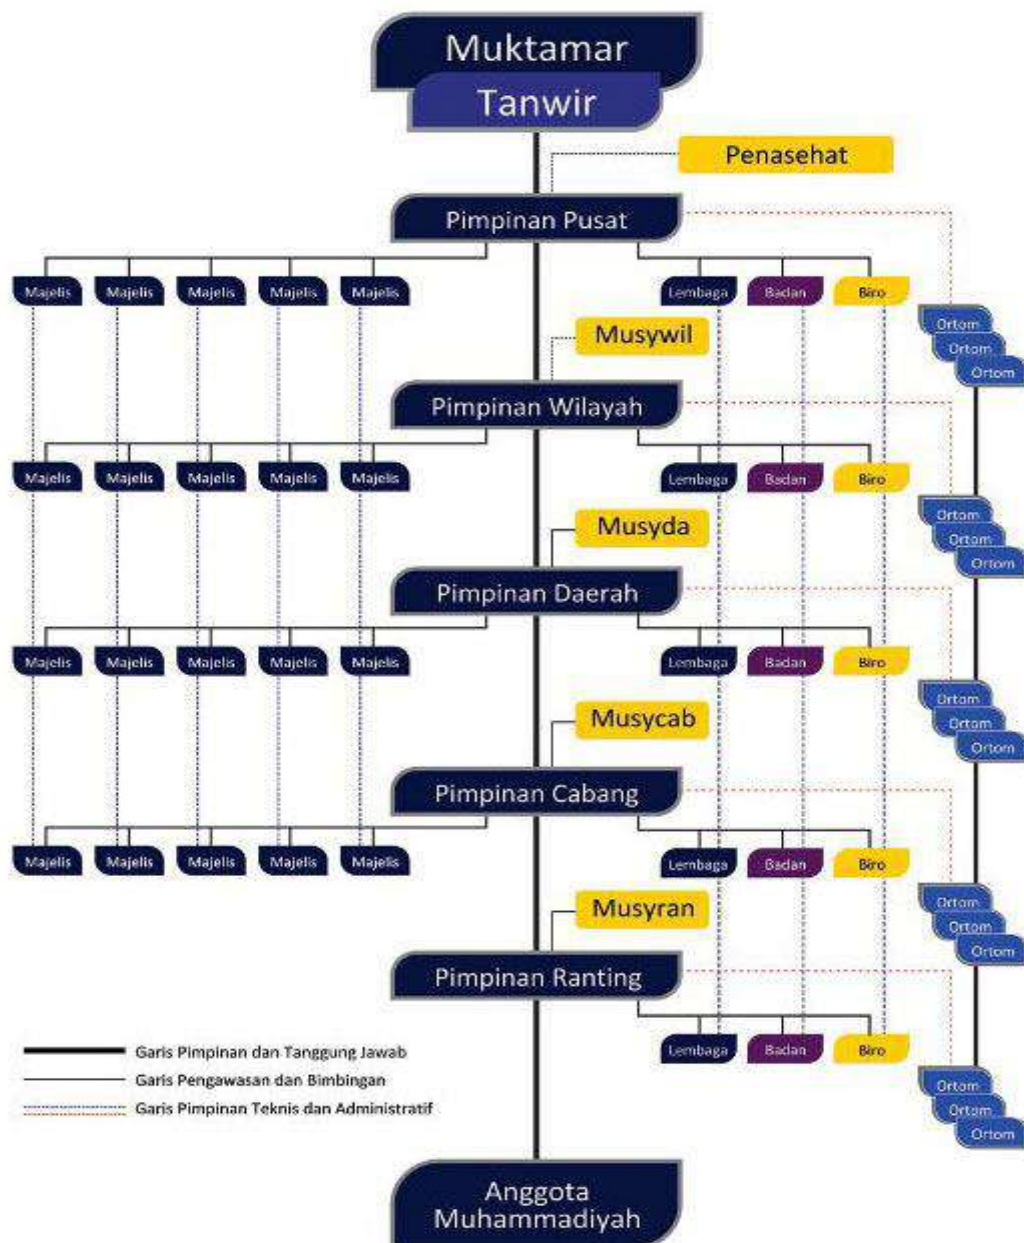 Muktamar
Tanwir
Penasehat
Pimpinan Pusat
Majelis Majelis Majelis Majelis Majelis Lembaga Badan Biro
Ortom
Ortom
Ortom
Musywil
Pimpinan Wilayah
Majelis Majelis Majelis Majelis Majelis Lembaga Badan Biro
Ortom
Ortom
Ortom
Musyda
Pimpinan Daerah
Majelis Majelis Majelis Majelis Majelis Lembaga Badan Biro
Ortom
Ortom
Ortom
Musycab
Pimpinan Cabang
Majelis Majelis Majelis Majelis Majelis Lembaga Badan Biro
Ortom
Ortom
Ortom
Musyran
Pimpinan Ranting
Lembaga Badan Biro
Ortom
Ortom
Ortom
Garis Pimpinan dan Tanggung Jawab
Garis Pengawasan dan Bimbingan
Garis Pimpinan Teknis dan Administratif
Anggota
Muhammadiyah